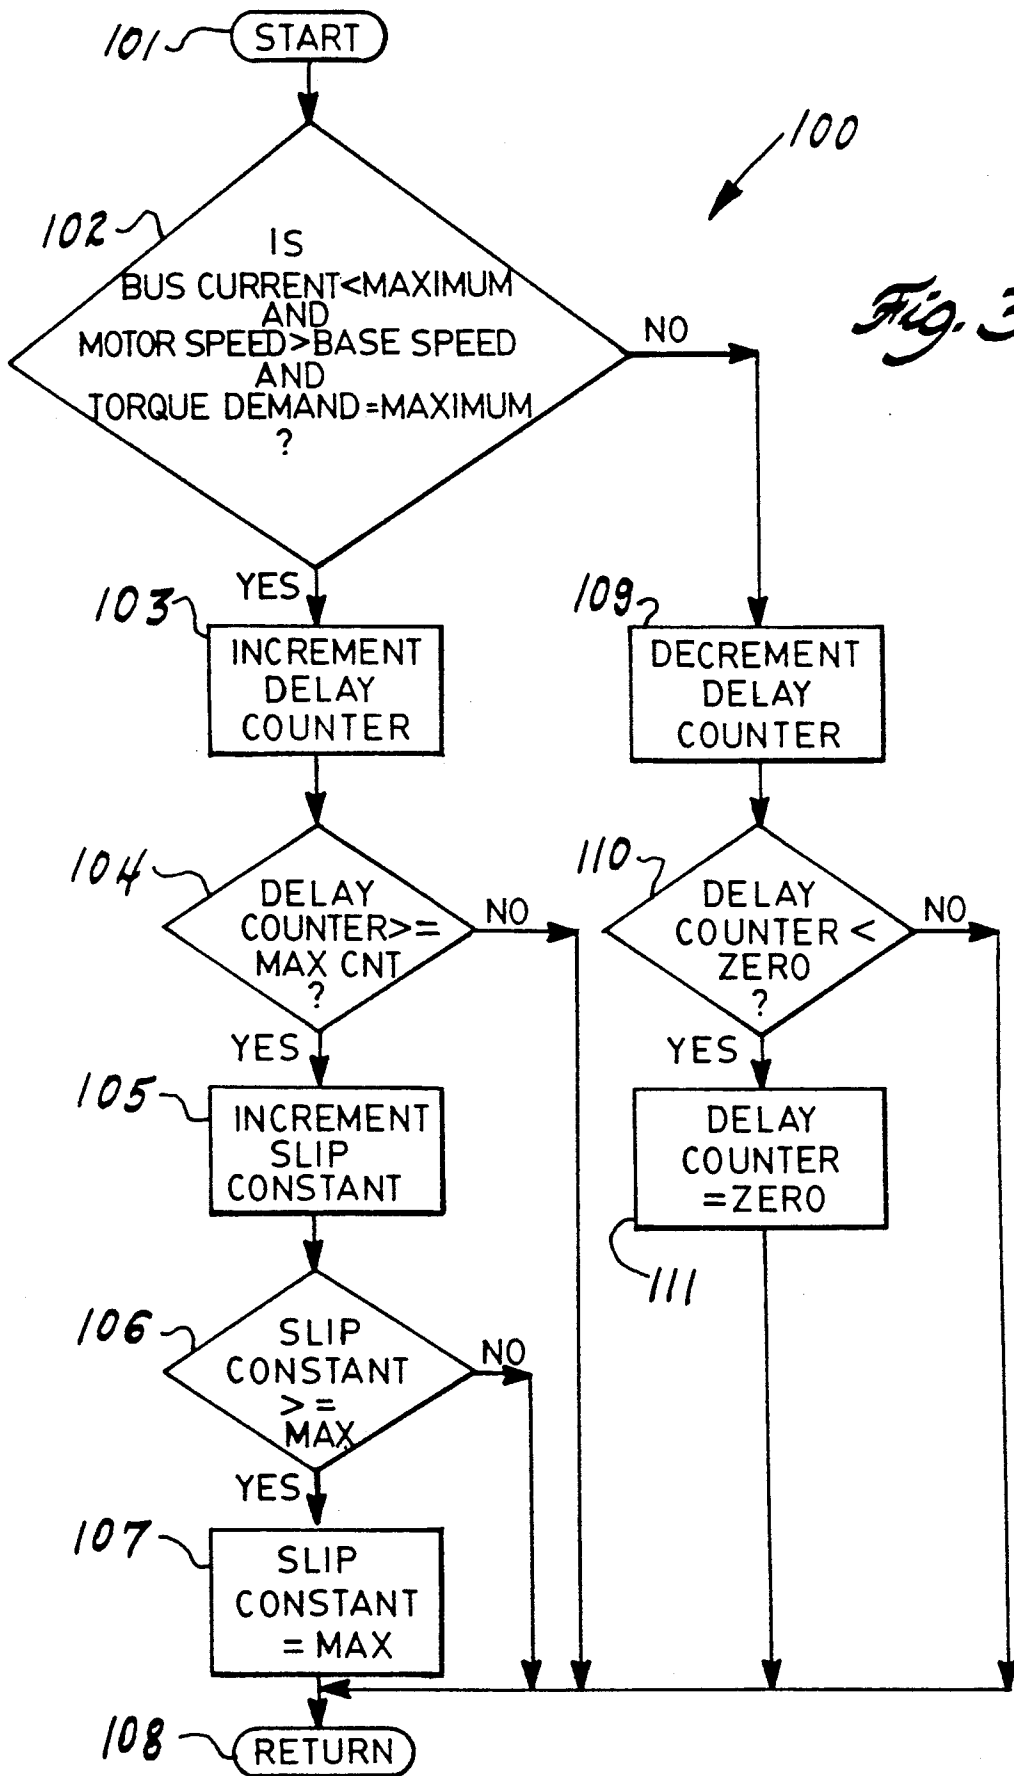 101
START
100
102
IS
BUS CURRENT<MAXIMUM
AND
MOTOR SPEED>BASE SPEED
AND
TORQUE DEMAND=MAXIMUM
?
NO
Fig. 3
YES
103
INCREMENT
DELAY
COUNTER
109
DECREMENT
DELAY
COUNTER
104
DELAY
COUNTER>=
MAX CNT
?
NO
110
DELAY
COUNTER <
ZERO
?
NO
YES
YES
105
INCREMENT
SLIP
CONSTANT
DELAY
COUNTER
=ZERO
111
106
SLIP
CONSTANT
>=
MAX
NO
YES
107
SLIP
CONSTANT
= MAX
108
RETURN